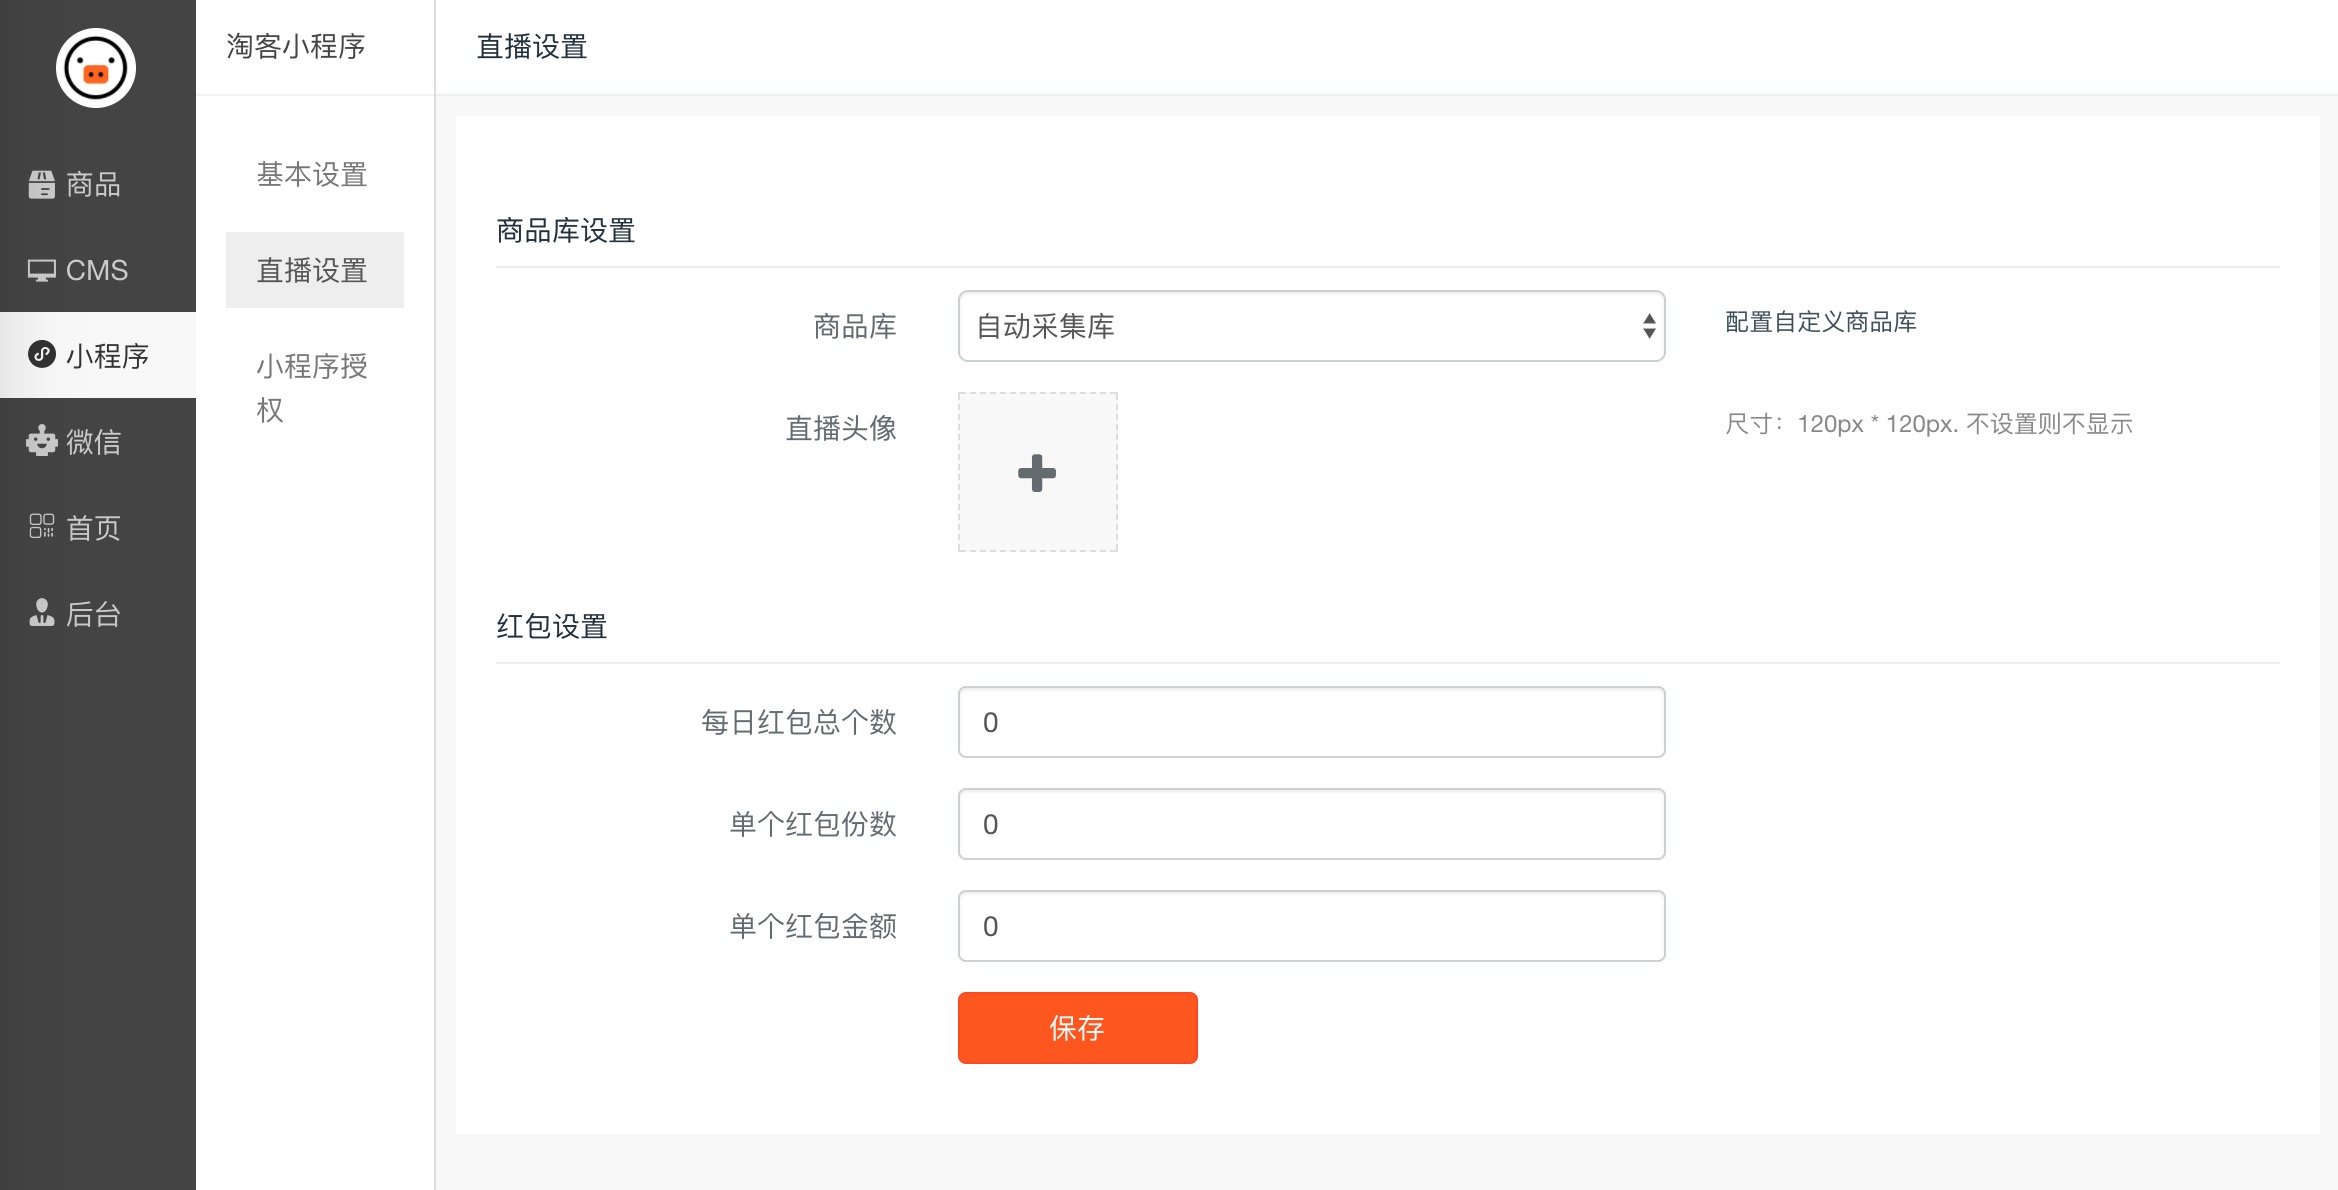 商品
CMS
小程序
微信
首页
后台
淘客小程序
基本设置
直播设置
小程序授
权
直播设置
商品库设置
商品库
自动采集库
配置自定义商品库
直播头像
尺寸：120px * 120px. 不设置则不显示
红包设置
每日红包总个数
0
单个红包份数
0
单个红包金额
0
保存